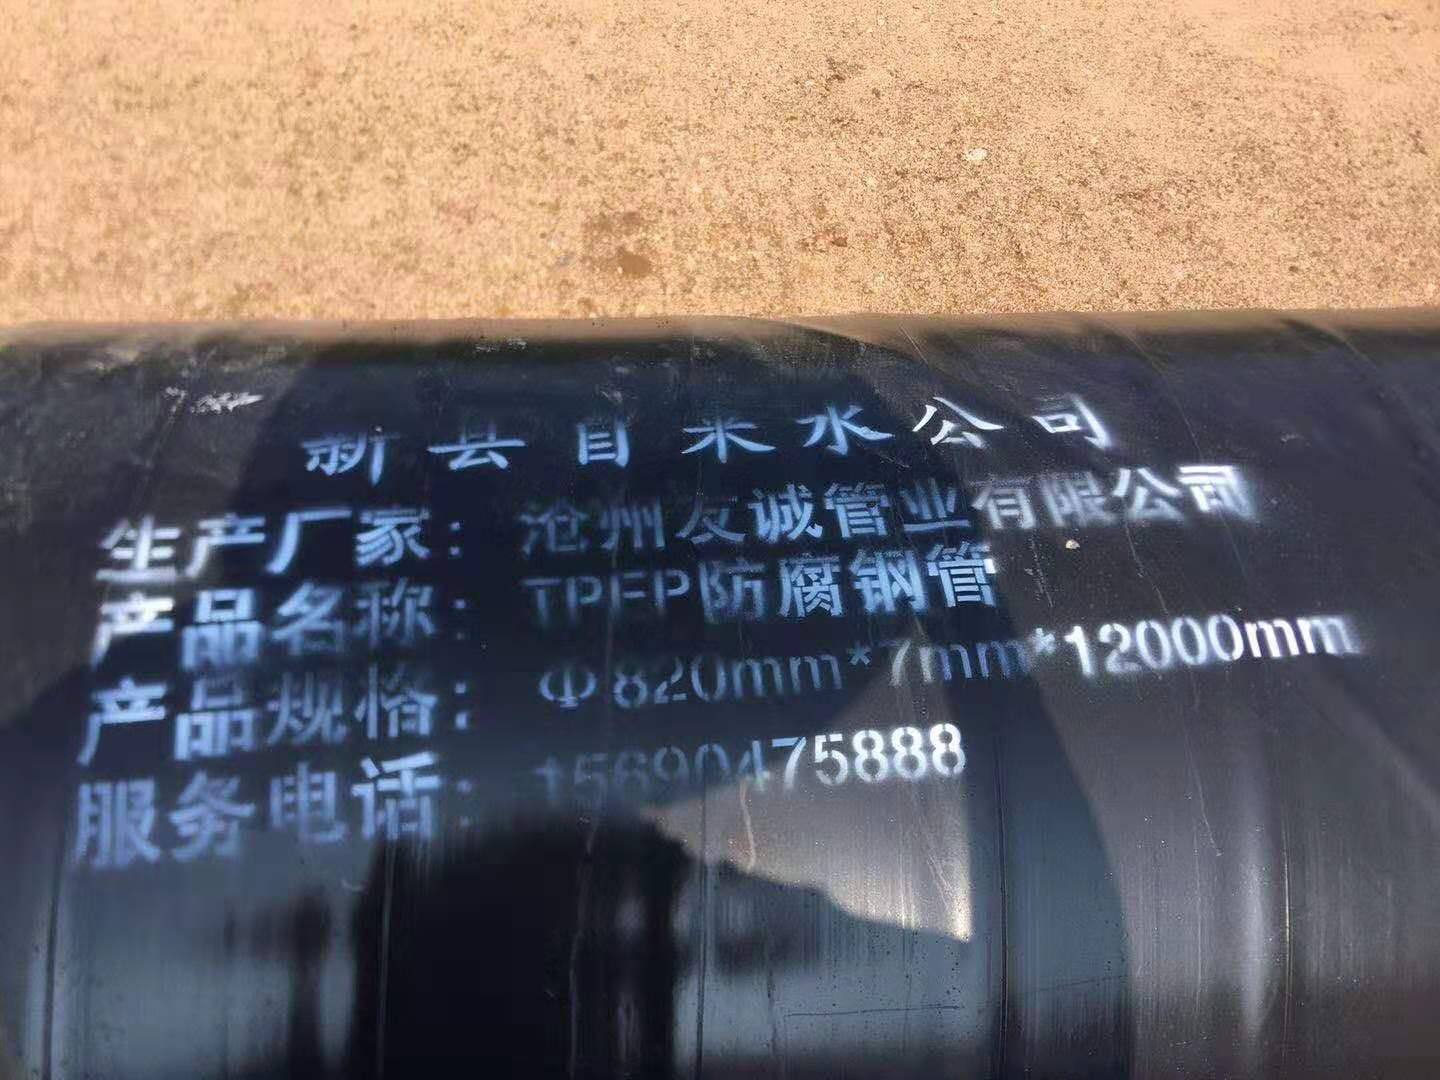 新县自来水公司
生产厂家：沧州友诚管业有限公司
产品名称：TPEP防腐钢管
产品规格：Φ820mm*7mm*12000mm
服务电话：15690475888